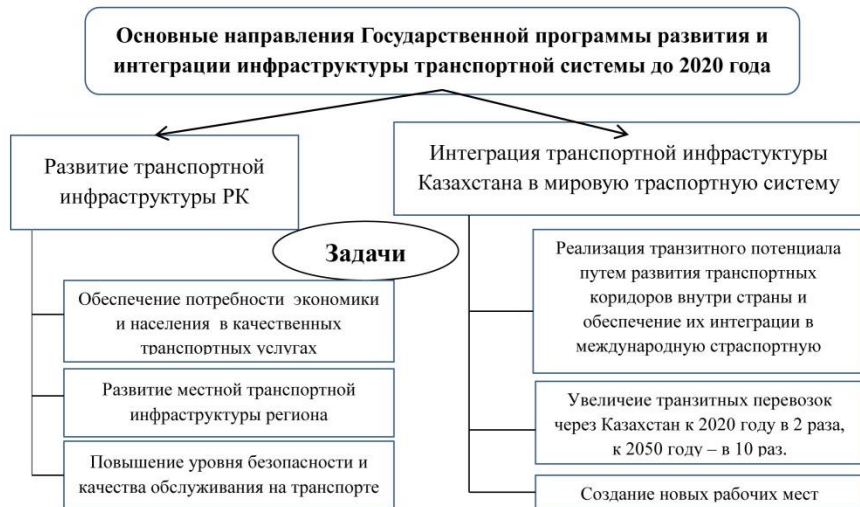 Основные направления Государственной программы развития и
интеграции инфраструктуры транспортной системы до 2020 года
Развитие транспортной
инфраструктуры РК
Интеграция транспортной инфрастуктуры
Казахстана в мировую траспортную систему
Задачи
Обеспечение потребности экономики
и населения в качественных
транспортных услугах
Развитие местной транспортной
инфраструктуры региона
Повышение уровня безопасности и
качества обслуживания на транспорте
Реализация транзитного потенциала
путем развития транспортных
коридоров внутри страны и
обеспечение их интеграции в
международную страспортную
Увеличеие транзитных перевозок
через Казахстан к 2020 году в 2 раза,
к 2050 году – в 10 раз.
Создание новых рабочих мест